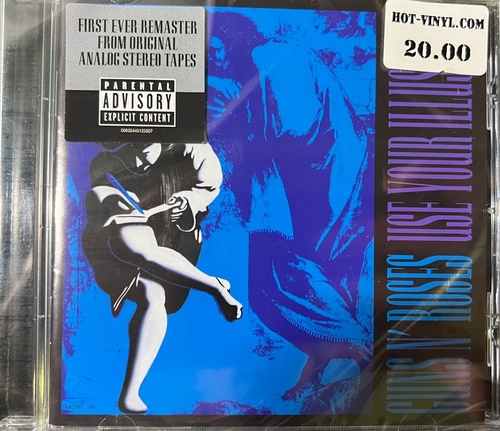 FIRST EVER REMASTER
FROM ORIGINAL
ANALOG STEREO TAPES
PARENTAL
ADVISORY
EXPLICIT CONTENT
HOT-VINYL.COM
20.00
GUNS N' ROSES USE YOUR ILLUS